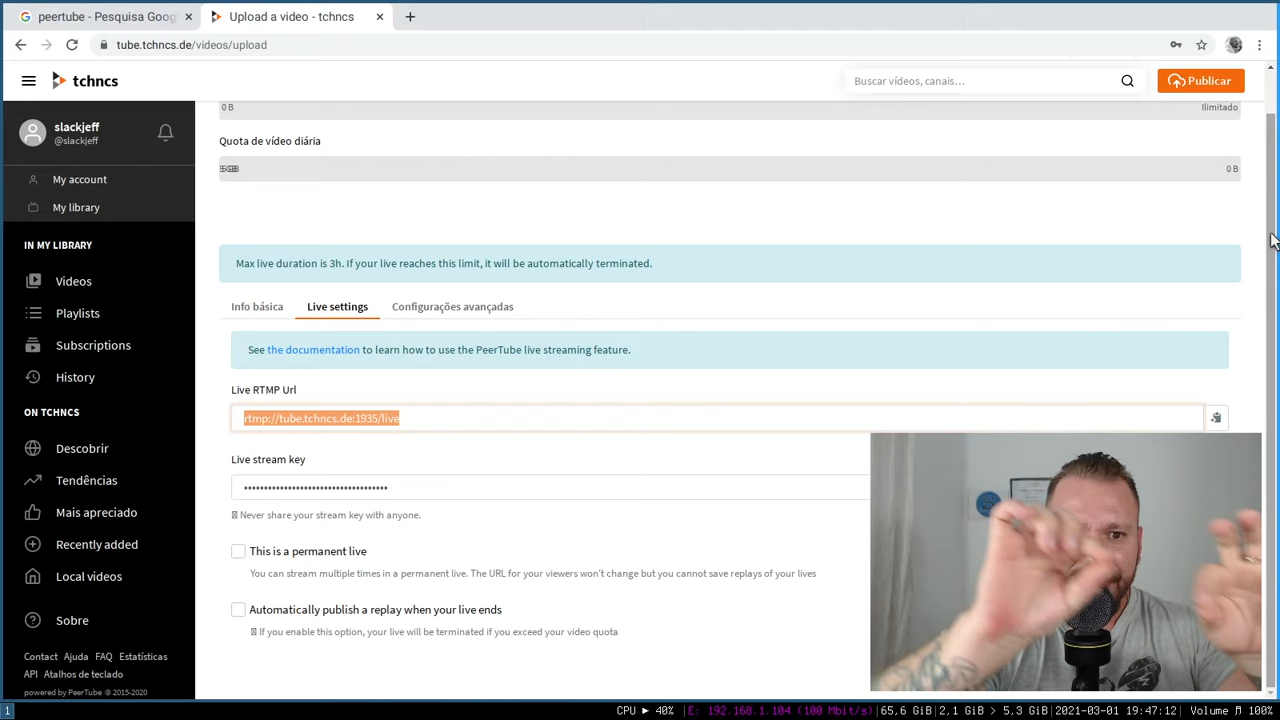 peertube - Pesquisa Goog
Upload a video - tchncs
tube.tchncs.de/videos/upload
tchncs
Buscar vídeos, canais…
Publicar
slackjeff
@slackjeff
My account
My library
IN MY LIBRARY
Videos
Playlists
Subscriptions
History
ON TCHNCS
Descobrir
Tendências
Mais apreciado
Recently added
Local videos
Sobre
Contact Ajuda FAQ Estatísticas
API Atalhos de teclado
powered by PeerTube © 2015-2020
0 B
Ilimitado
Quota de vídeo diária
0 B
Max live duration is 3h. If your live reaches this limit, it will be automatically terminated.
Info básica
Live settings
Configurações avançadas
See the documentation to learn how to use the PeerTube live streaming feature.
Live RTMP Url
rtmp://tube.tchncs.de:1935/live
Live stream key
••••••••••••••••••••••••••••••••••••
Never share your stream key with anyone.
This is a permanent live
You can stream multiple times in a permanent live. The URL for your viewers won't change but you cannot save replays of your lives
Automatically publish a replay when your live ends
If you enable this option, your live will be terminated if you exceed your video quota
1
CPU ► 40% |E: 192.168.1.104 (100 Mbit/s)|65,6 GiB|2,1 GiB > 5,3 GiB|2021-03-01 19:47:12|Volume ♬ 100%